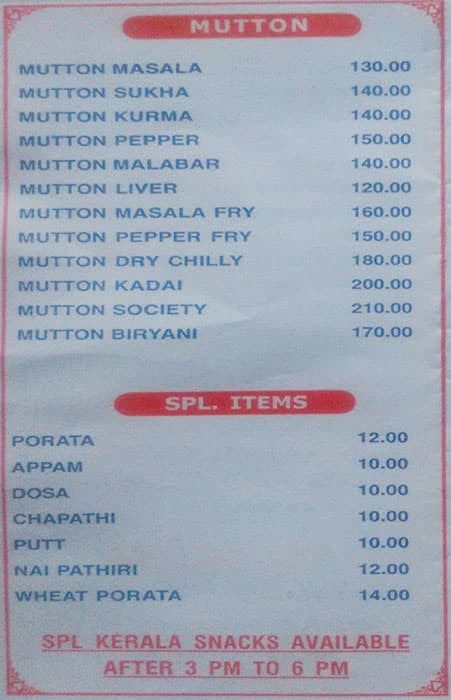 MUTTON
MUTTON MASALA 130.00
MUTTON SUKHA 140.00
MUTTON KURMA 140.00
MUTTON PEPPER 150.00
MUTTON MALABAR 140.00
MUTTON LIVER 120.00
MUTTON MASALA FRY 160.00
MUTTON PEPPER FRY 150.00
MUTTON DRY CHILLY 180.00
MUTTON KADAI 200.00
MUTTON SOCIETY 210.00
MUTTON BIRYANI 170.00
SPL. ITEMS
PORATA 12.00
APPAM 10.00
DOSA 10.00
CHAPATHI 10.00
PUTT 10.00
NAI PATHIRI 12.00
WHEAT PORATA 14.00
SPL KERALA SNACKS AVAILABLE
AFTER 3 PM TO 6 PM